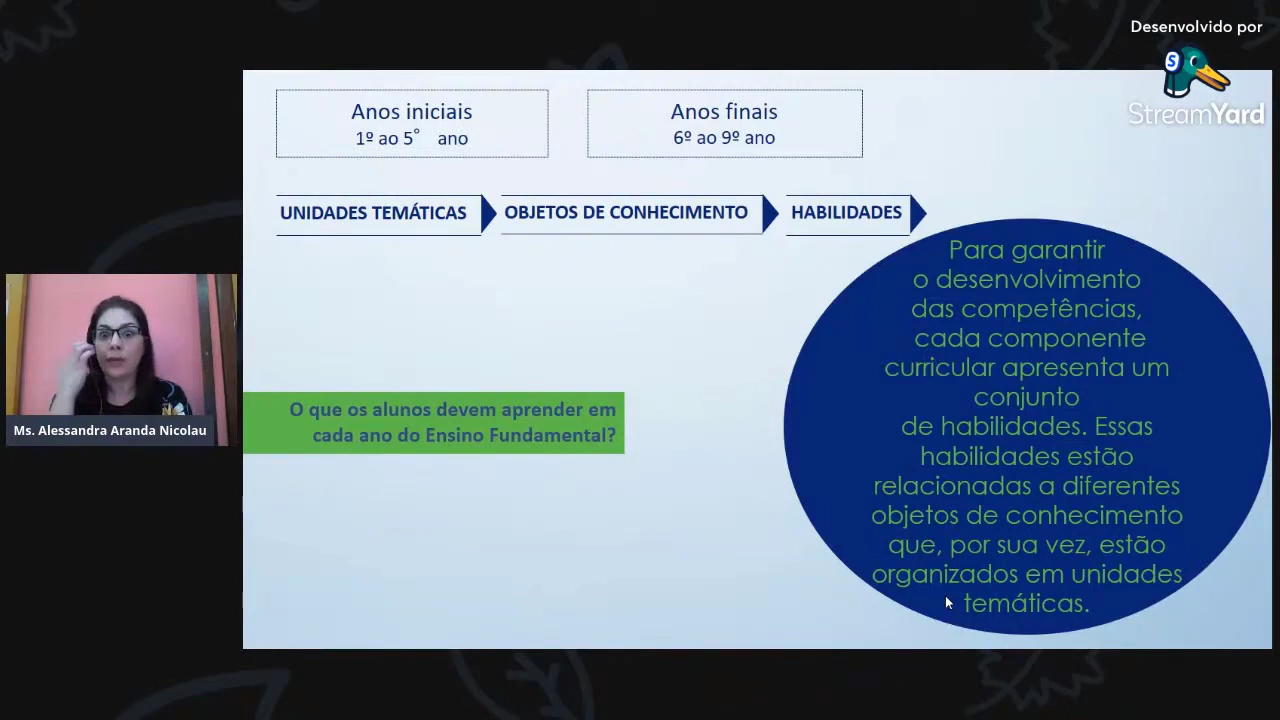 Desenvolvido por
StreamYard
Anos iniciais
1º ao 5° ano
Anos finais
6º ao 9º ano
UNIDADES TEMÁTICAS
OBJETOS DE CONHECIMENTO
HABILIDADES
Para garantir
o desenvolvimento
das competências,
cada componente
curricular apresenta um
conjunto
de habilidades. Essas
habilidades estão
relacionadas a diferentes
objetos de conhecimento
que, por sua vez, estão
organizados em unidades
temáticas.
O que os alunos devem aprender em
cada ano do Ensino Fundamental?
Ms. Alessandra Aranda Nicolau